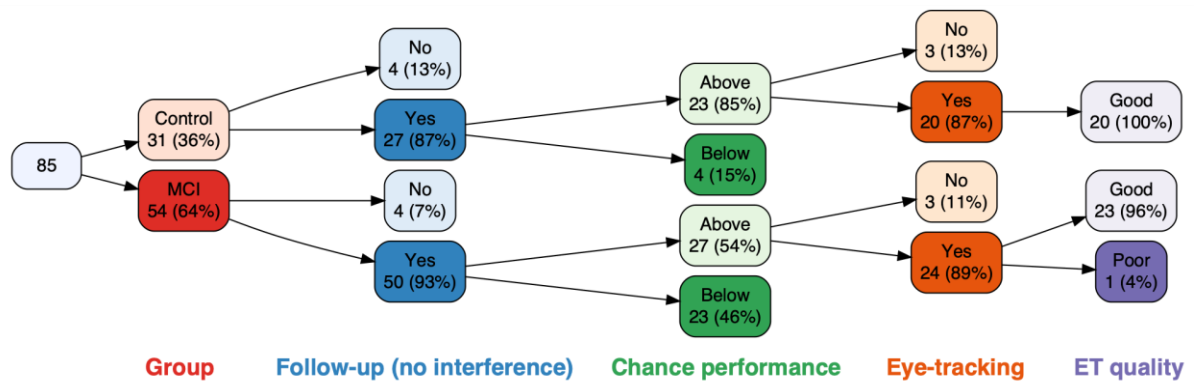 85
Control
31 (36%)
MCI
54 (64%)
No
4 (13%)
Yes
27 (87%)
No
4 (7%)
Yes
50 (93%)
Above
23 (85%)
Below
4 (15%)
Above
27 (54%)
Below
23 (46%)
No
3 (13%)
Yes
20 (87%)
No
3 (11%)
Yes
24 (89%)
Good
20 (100%)
Good
23 (96%)
Poor
1 (4%)
Group
Follow-up (no interference)
Chance performance
Eye-tracking
ET quality